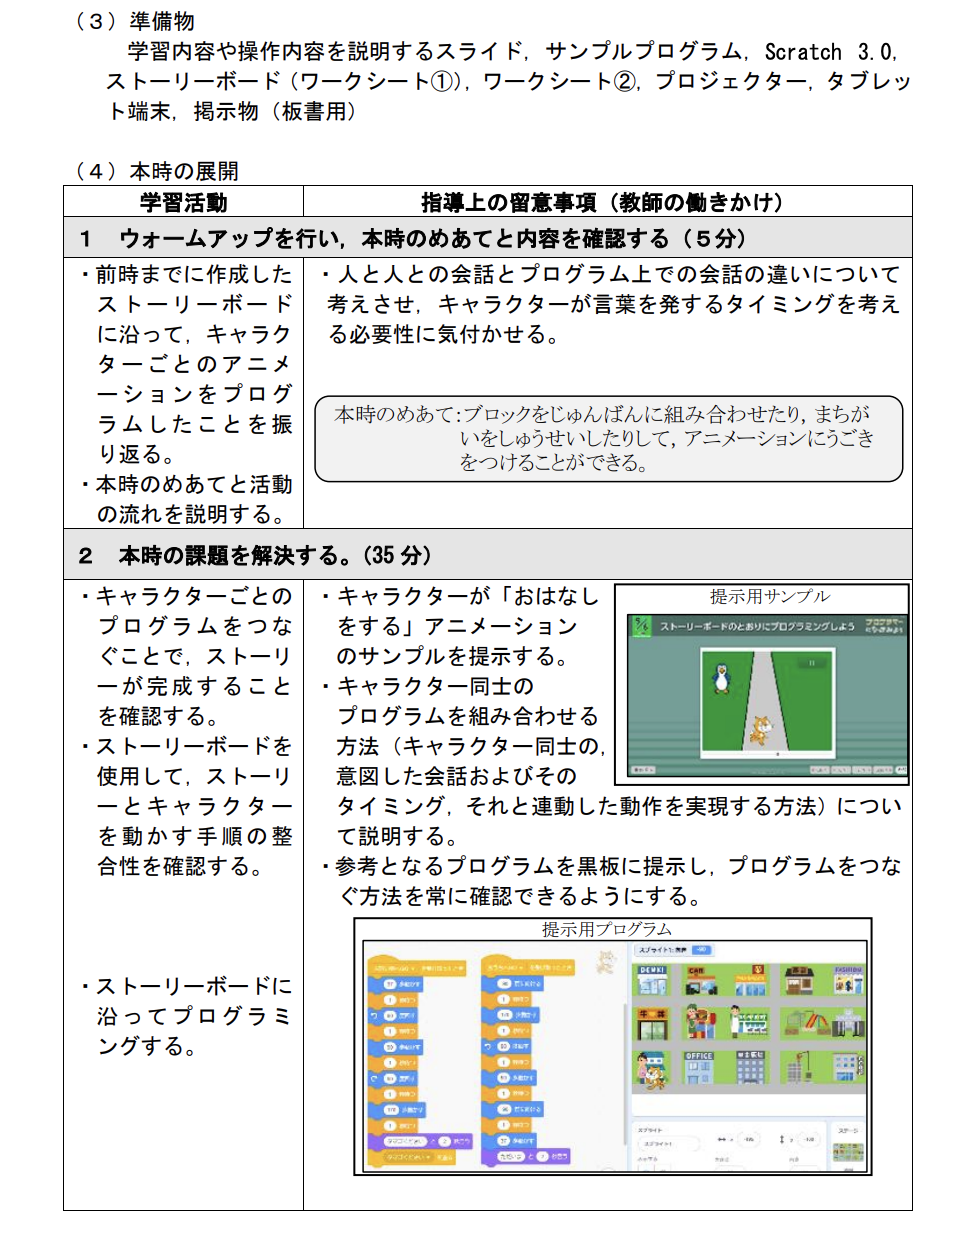 （３）準備物
学習内容や操作内容を説明するスライド，サンプルプログラム，Scratch 3.0，
ストーリーボード（ワークシート①），ワークシート②，プロジェクター，タブレッ
ト端末，掲示物（板書用）
（４）本時の展開
学習活動
指導上の留意事項（教師の働きかけ）
１　ウォームアップを行い，本時のめあてと内容を確認する（５分）
・前時までに作成した
ストーリーボード
に沿って，キャラク
ターごとのアニメ
ーションをプログ
ラムしたことを振
り返る。
・本時のめあてと活動
の流れを説明する。
・人と人との会話とプログラム上での会話の違いについて
考えさせ，キャラクターが言葉を発するタイミングを考え
る必要性に気付かせる。
本時のめあて：ブロックをじゅんばんに組み合わせたり，まちが
いをしゅうせいしたりして，アニメーションにうごき
をつけることができる。
２　本時の課題を解決する。（35 分）
・キャラクターごとの
プログラムをつな
ぐことで，ストーリ
ーが完成すること
を確認する。
・ストーリーボードを
使用して，ストーリ
ーとキャラクター
を動かす手順の整
合性を確認する。
・ストーリーボードに
沿ってプログラミ
ングする。
・キャラクターが「おはなし
をする」アニメーション
のサンプルを提示する。
・キャラクター同士の
プログラムを組み合わせる
方法（キャラクター同士の，
意図した会話およびその
タイミング，それと連動した動作を実現する方法）につい
て説明する。
・参考となるプログラムを黒板に提示し，プログラムをつな
ぐ方法を常に確認できるようにする。
提示用サンプル
5/6
ストーリーボードのとおりにプログラミングしよう
提示用プログラム
DENKI
CAR
OFFICE
スプライト
スプライト1
ステージ